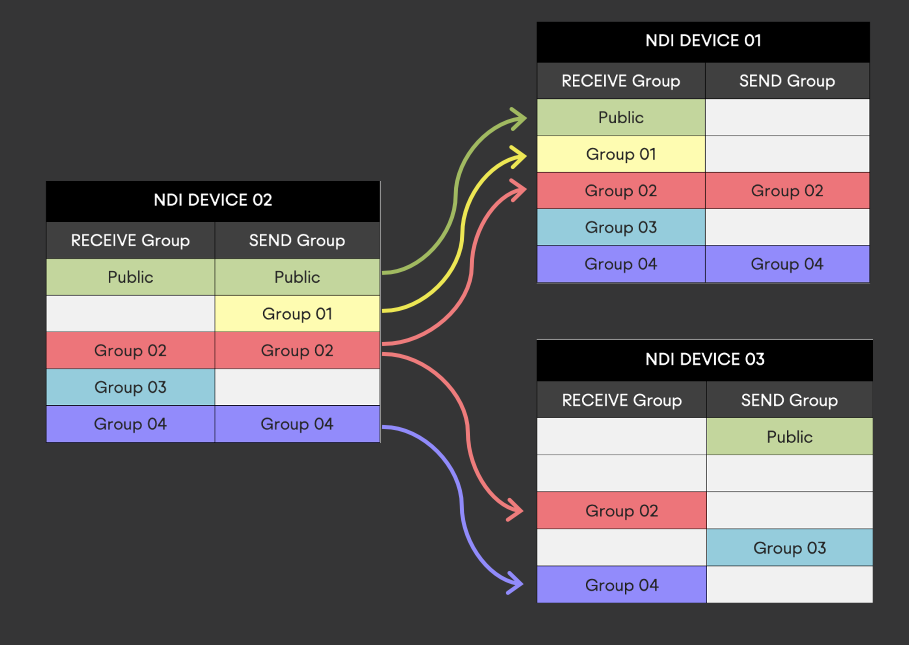 NDI DEVICE 01
RECEIVE Group SEND Group
Public
Group 01
Group 02 Group 02
Group 03
Group 04 Group 04
NDI DEVICE 02
RECEIVE Group SEND Group
Public Public
Group 01
Group 02 Group 02
Group 03
Group 04 Group 04
NDI DEVICE 03
RECEIVE Group SEND Group
Public
Group 02
Group 03
Group 04